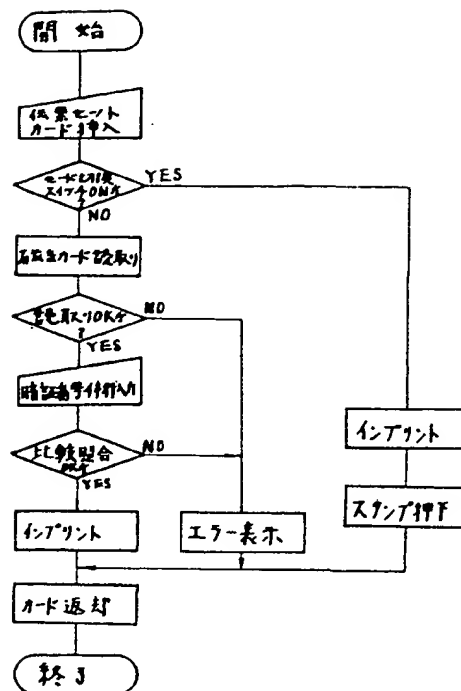 開始
伝票セット
カード挿入
モード切換
スイッチONか
?
YES
NO
カード読取り
読取りOKか
?
NO
YES
暗証番号4桁入力
比較照合
OKか
NO
YES
インプリント
スタンプ押下
インプリント
エラー表示
カード返却
終了